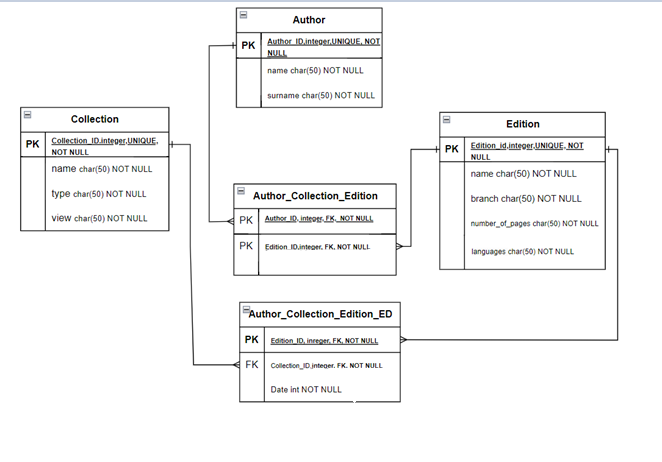 Author
PK
Author_ID,integer,UNIQUE, NOT
NULL
name char(50) NOT NULL
surname char(50) NOT NULL
Collection
PK
Collection_ID.integer,UNIQUE,
NOT NULL
name char(50) NOT NULL
type char(50) NOT NULL
view char(50) NOT NULL
Edition
PK
Edition_id,integer,UNIQUE, NOT
NULL
name char(50) NOT NULL
branch char(50) NOT NULL
number_of_pages char(50) NOT NULL
languages char(50) NOT NULL
Author_Collection_Edition
PK
Author_ID, integer, FK, NOT NULL
PK
Edition_ID,integer, FK, NOT NULL
Author_Collection_Edition_ED
PK
Edition_ID, inreger, FK, NOT NULL
FK
Collection_ID,integer, FK, NOT NULL
Date int NOT NULL